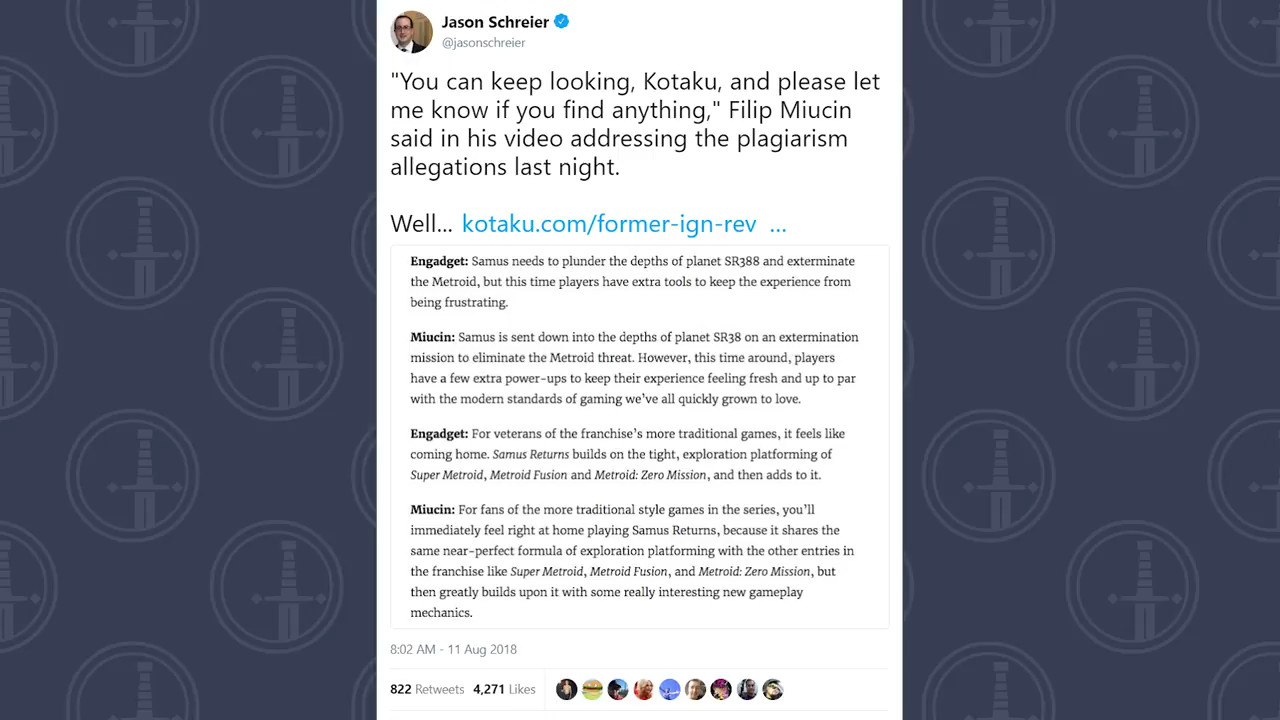 Jason Schreier
@jasonschreier
"You can keep looking, Kotaku, and please let
me know if you find anything," Filip Miucin
said in his video addressing the plagiarism
allegations last night.
Well... kotaku.com/former-ign-rev ...
Engadget: Samus needs to plunder the depths of planet SR388 and exterminate
the Metroid, but this time players have extra tools to keep the experience from
being frustrating.
Miucin: Samus is sent down into the depths of planet SR38 on an extermination
mission to eliminate the Metroid threat. However, this time around, players
have a few extra power-ups to keep their experience feeling fresh and up to par
with the modern standards of gaming we've all quickly grown to love.
Engadget: For veterans of the franchise's more traditional games, it feels like
coming home. Samus Returns builds on the tight, exploration platforming of
Super Metroid, Metroid Fusion and Metroid: Zero Mission, and then adds to it.
Miucin: For fans of the more traditional style games in the series, you'll
immediately feel right at home playing Samus Returns, because it shares the
same near-perfect formula of exploration platforming with the other entries in
the franchise like Super Metroid, Metroid Fusion, and Metroid: Zero Mission, but
then greatly builds upon it with some really interesting new gameplay
mechanics.
8:02 AM - 11 Aug 2018
822 Retweets 4,271 Likes